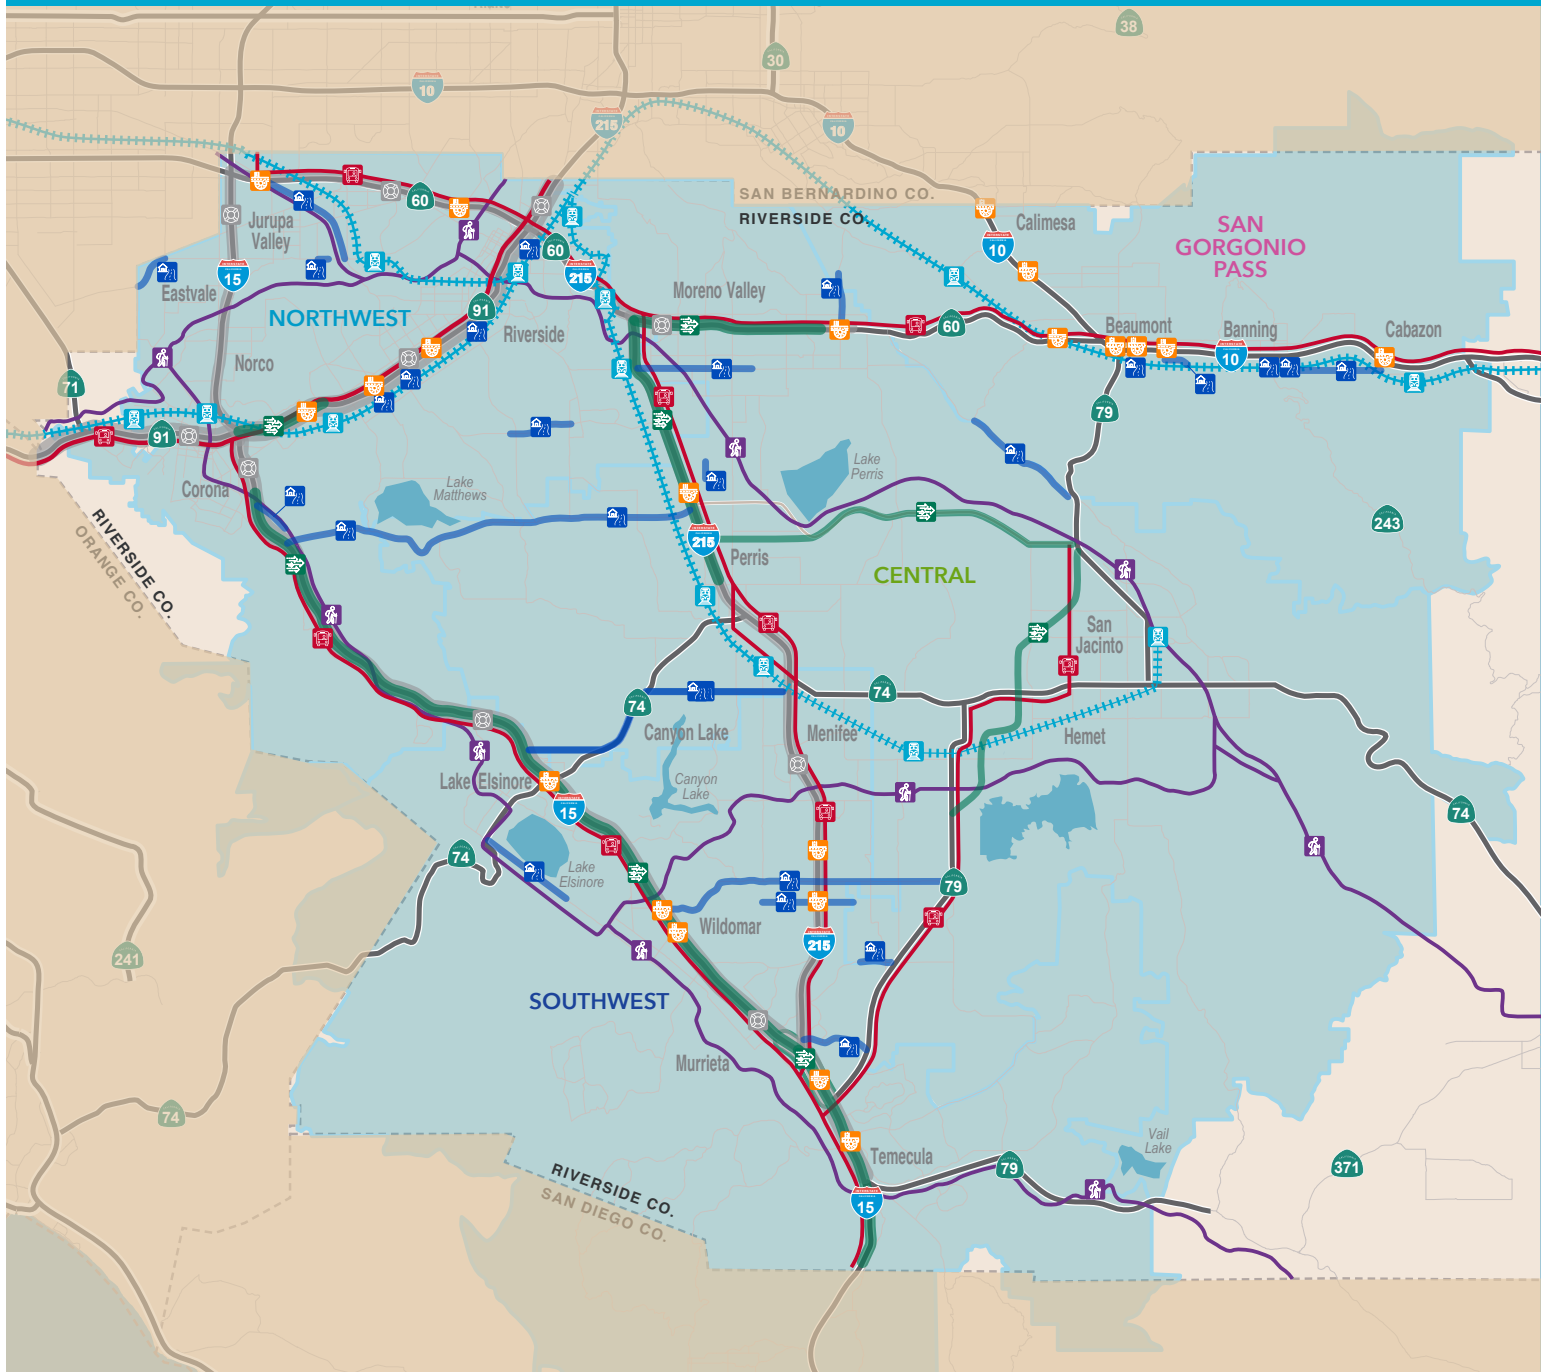 38
30
10
215
10
SAN BERNARDINO CO.
RIVERSIDE CO.
Calimesa
10
SAN
GORGONIO
PASS
60
Jurupa
Valley
60
15
Eastvale
215
Moreno Valley
NORTHWEST
91
Riverside
60
Beaumont
Banning
Cabazon
10
Norco
71
79
91
Corona
Lake
Matthews
Lake
Perris
243
RIVERSIDE CO.
ORANGE CO.
215
Perris
CENTRAL
San
Jacinto
74
74
Canyon Lake
Menifee
Hemet
Lake Elsinore
Canyon
Lake
15
74
74
Lake
Elsinore
79
Wildomar
215
241
SOUTHWEST
Murrieta
74
Temecula
Vail
Lake
79
371
RIVERSIDE CO.
SAN DIEGO CO.
15